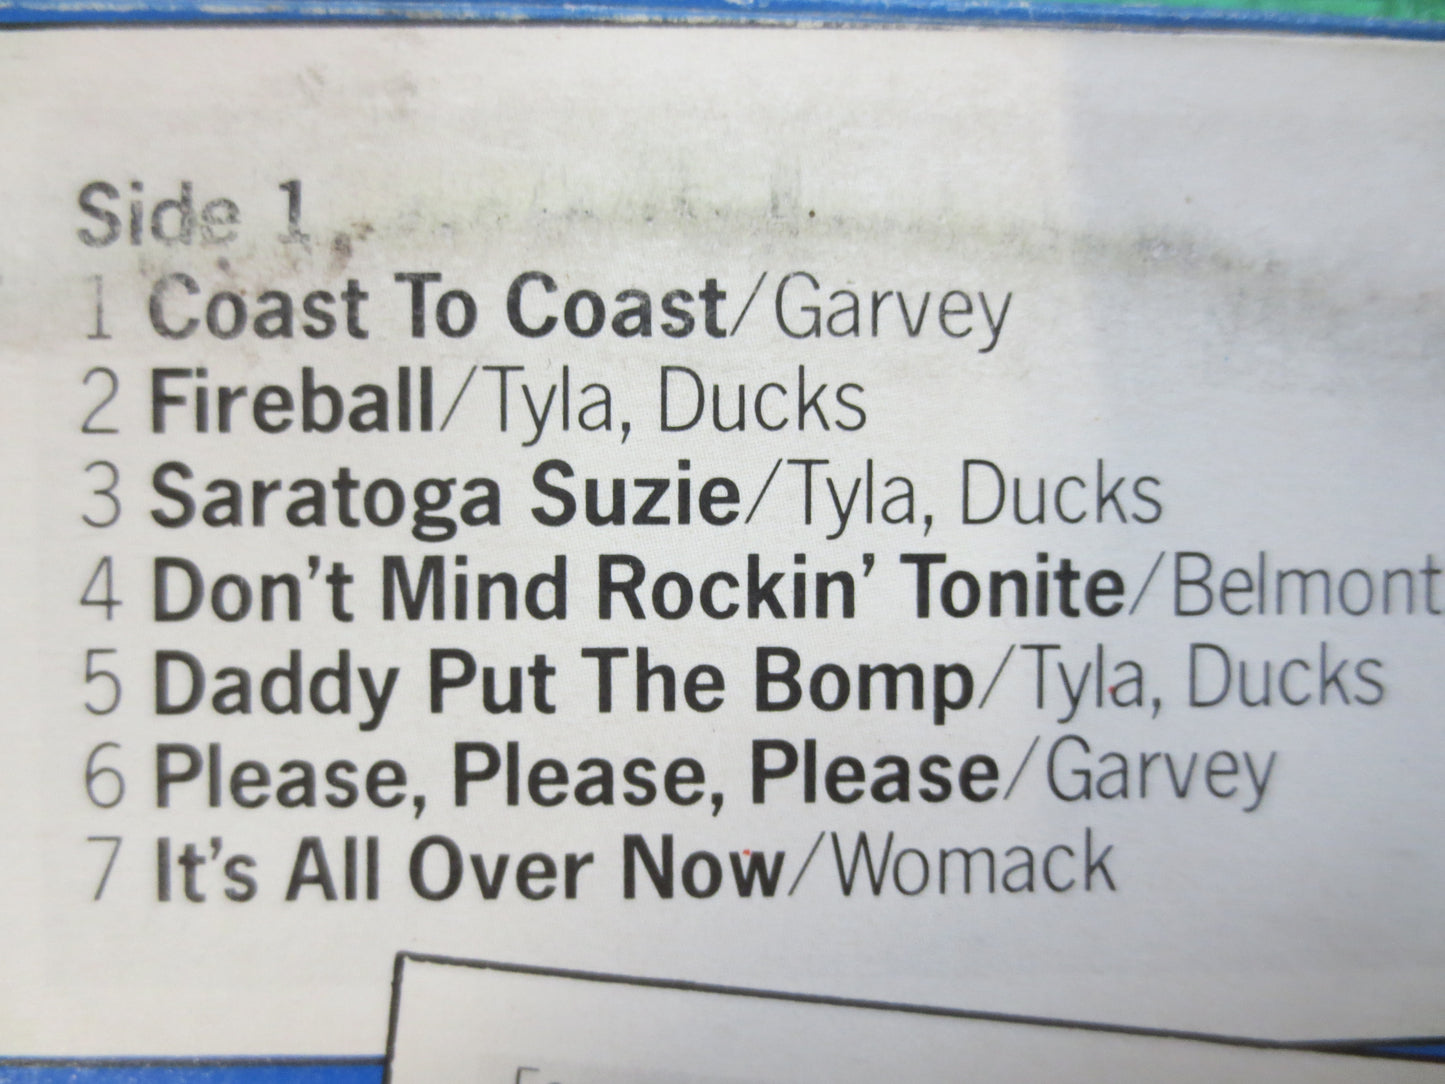 Side 1
1 Coast To Coast/Garvey
2 Fireball/Tyla, Ducks
3 Saratoga Suzie/Tyla, Ducks
4 Don't Mind Rockin' Tonite/Belmont
5 Daddy Put The Bomp/Tyla, Ducks
6 Please, Please, Please/Garvey
7 It's All Over Now/Womack